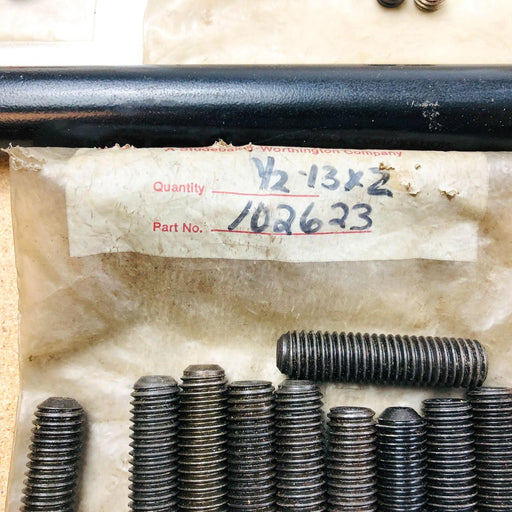 A Studebaker-Worthington Company
Quantity 1/2-13x2
Part No. 102623